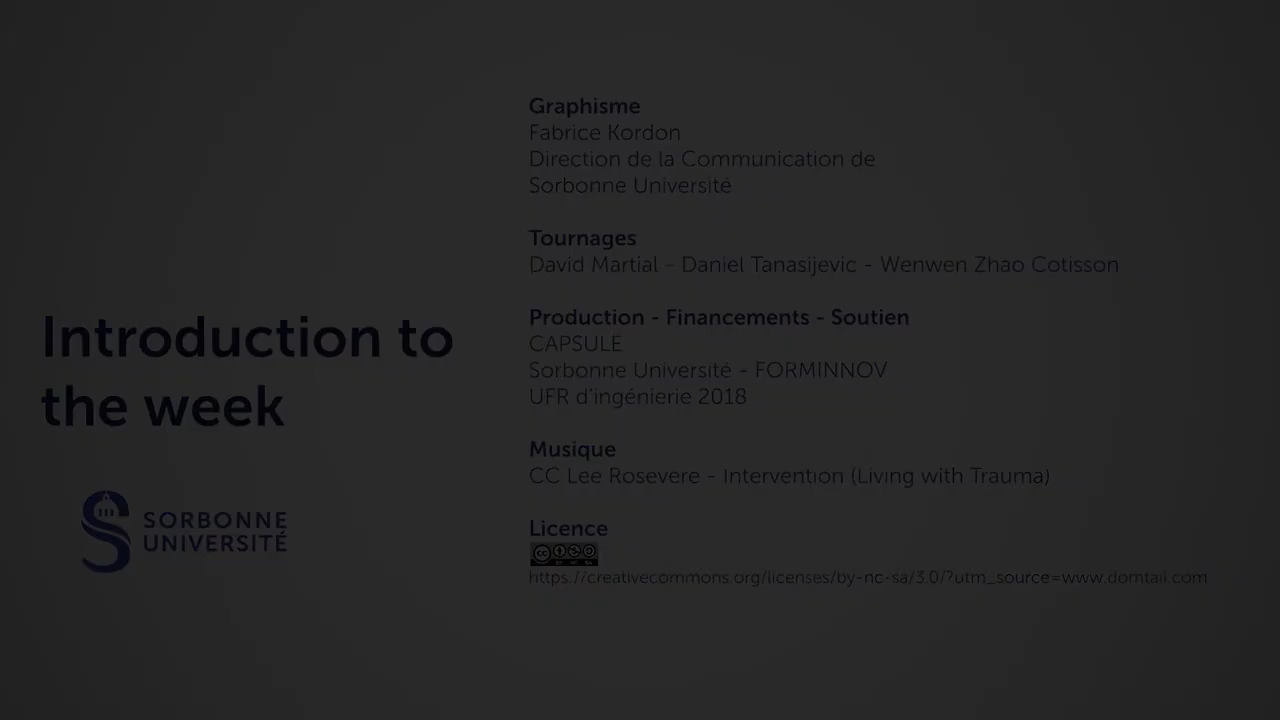 Introduction to
the week
SORBONNE
UNIVERSITÉ
Graphisme
Fabrice Kordon
Direction de la Communication de
Sorbonne Université
Tournages
David Martial - Daniel Tanasijevic - Wenwen Zhao Cotisson
Production - Financements - Soutien
CAPSULE
Sorbonne Université - FORMINNOV
UFR d'ingénierie 2018
Musique
CC Lee Rosevere - Intervention (Living with Trauma)
Licence
https://creativecommons.org/licenses/by-nc-sa/3.0/?utm_source=www.domtail.com